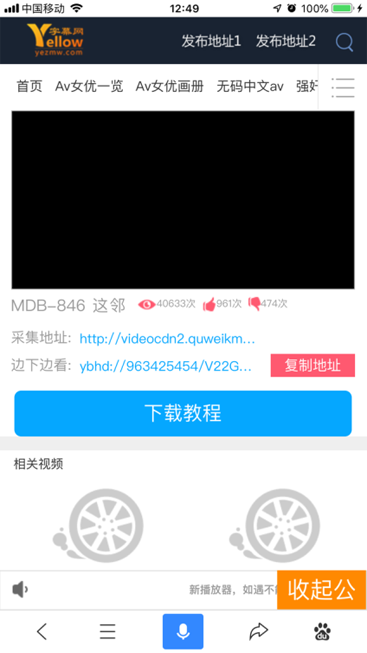 中国移动 12:49 100%
字幕网
Yellow
yezmw.com
发布地址1 发布地址2
首页 Av女优一览 Av女优画册 无码中文av
MDB-846 这邻 40633次 961次 474次
采集地址: http://videocdn2.quweikm...
边下边看: ybhd://963425454/V22G... 复制地址
下载教程
相关视频
新播放器，如遇不 收起公
du